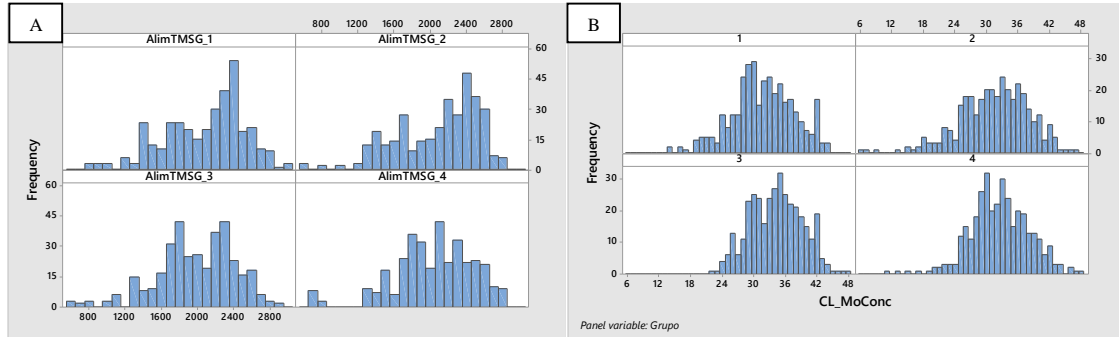 A
800 1200 1600 2000 2400 2800
AlimTMSG_1 AlimTMSG_2
60
45
30
15
0
AlimTMSG_3 AlimTMSG_4
60
45
30
15
0
Frequency
800 1200 1600 2000 2400 2800
B
6 12 18 24 30 36 42 48
1 2
30
20
10
0
3 4
30
20
10
0
Frequency
6 12 18 24 30 36 42 48
CL_MoConc
Panel variable: Grupo